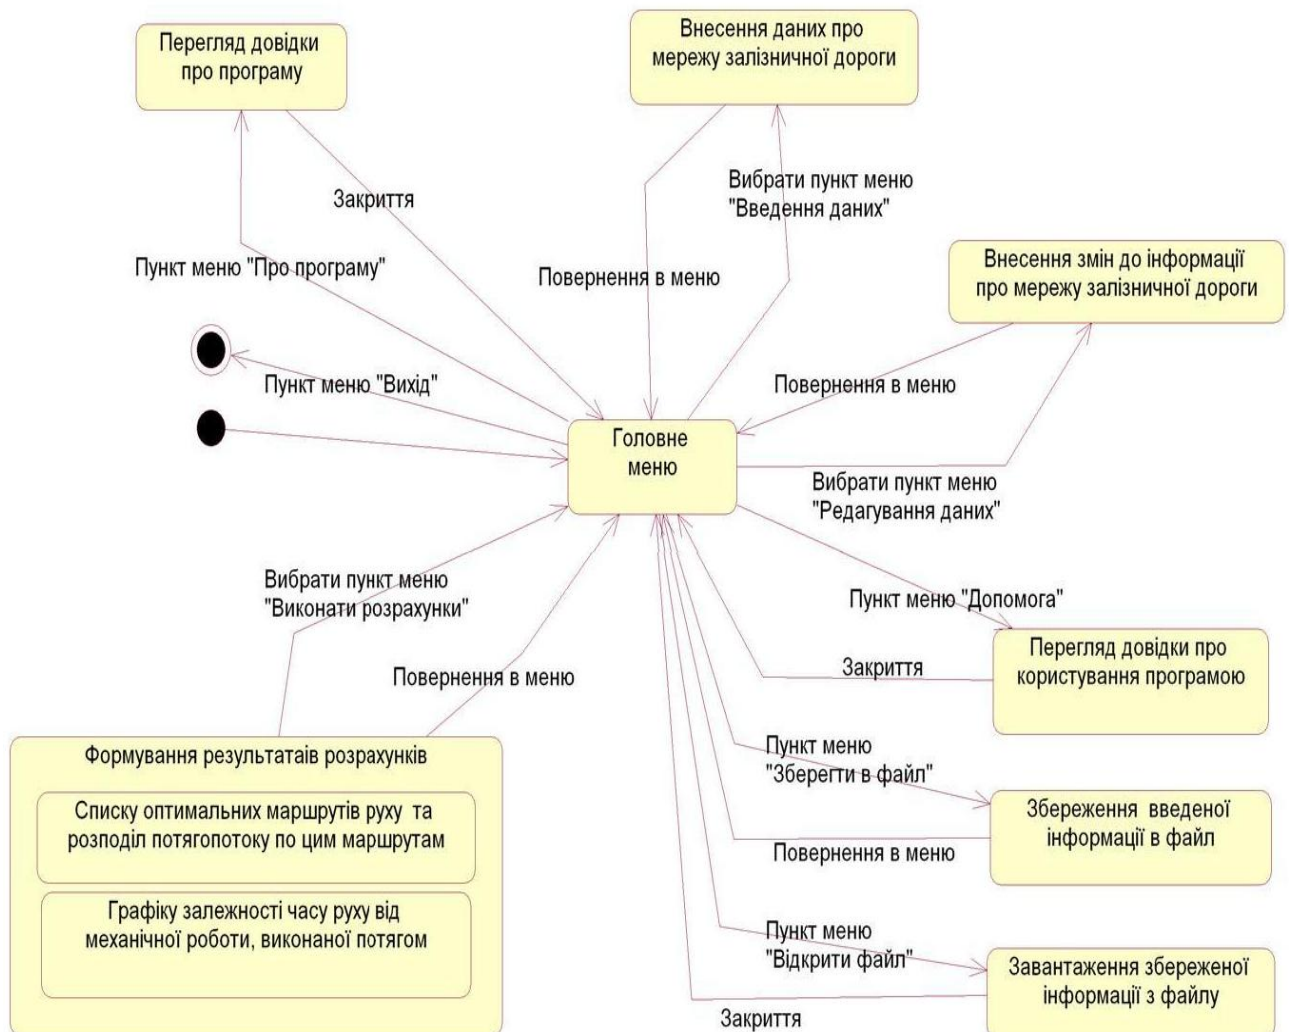 Перегляд довідки
про програму
Внесення даних про
мережу залізничної дороги
Вибрати пункт меню
"Введення даних"
Закриття
Пункт меню "Про програму"
Повернення в меню
Внесення змін до інформації
про мережу залізничної дороги
Пункт меню "Вихід"
Повернення в меню
Головне
меню
Вибрати пункт меню
"Редагування даних"
Вибрати пункт меню
"Виконати розрахунки"
Пункт меню "Допомога"
Повернення в меню
Закриття
Перегляд довідки про
користування програмою
Формування результатаів розрахунків
Списку оптимальних маршрутів руху та
розподіл потягопотоку по цим маршрутам
Графіку залежності часу руху від
механічної роботи, виконаної потягом
Пункт меню
"Зберегти в файл"
Збереження введеної
інформації в файл
Повернення в меню
Пункт меню
"Відкрити файл"
Завантаження збереженої
інформації з файлу
Закриття